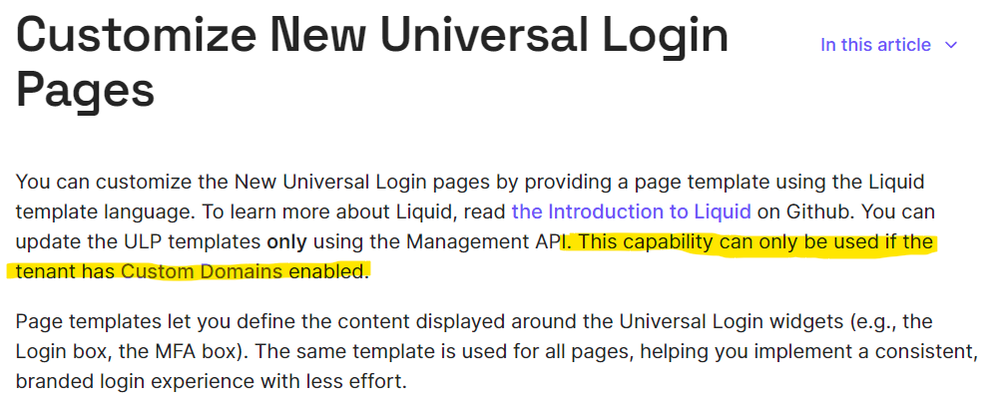 Customize New Universal Login
Pages
In this article
You can customize the New Universal Login pages by providing a page template using the Liquid
template language. To learn more about Liquid, read the Introduction to Liquid on Github. You can
update the ULP templates only using the Management API. This capability can only be used if the
tenant has Custom Domains enabled.
Page templates let you define the content displayed around the Universal Login widgets (e.g., the
Login box, the MFA box). The same template is used for all pages, helping you implement a consistent,
branded login experience with less effort.